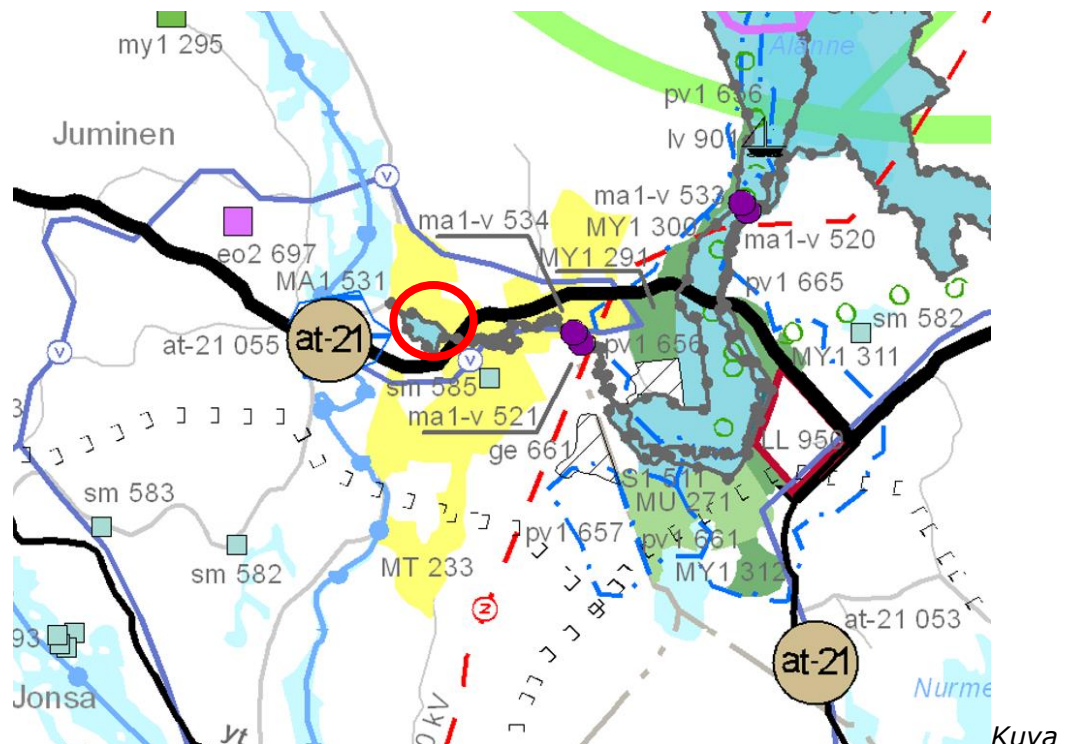 my1 295
Alanne
pv1 656
Juminen
lv 901
ma1-v 533
ma1-v 534
MY1 300
ma1-v 520
eo2 697
MY1 291
MA1 531
pv1 665
sm 582
at-21
at-21 055
pv1 656
MY1 311
sm 585
ma1-v 521
LL 950
ge 661
S1 511
sm 583
MU 271
pv1 657
pv1 661
sm 582
MT 233
MY1 312
at-21 053
93
at-21
Jonsa
Nurme
yt
0 kV
Kuva